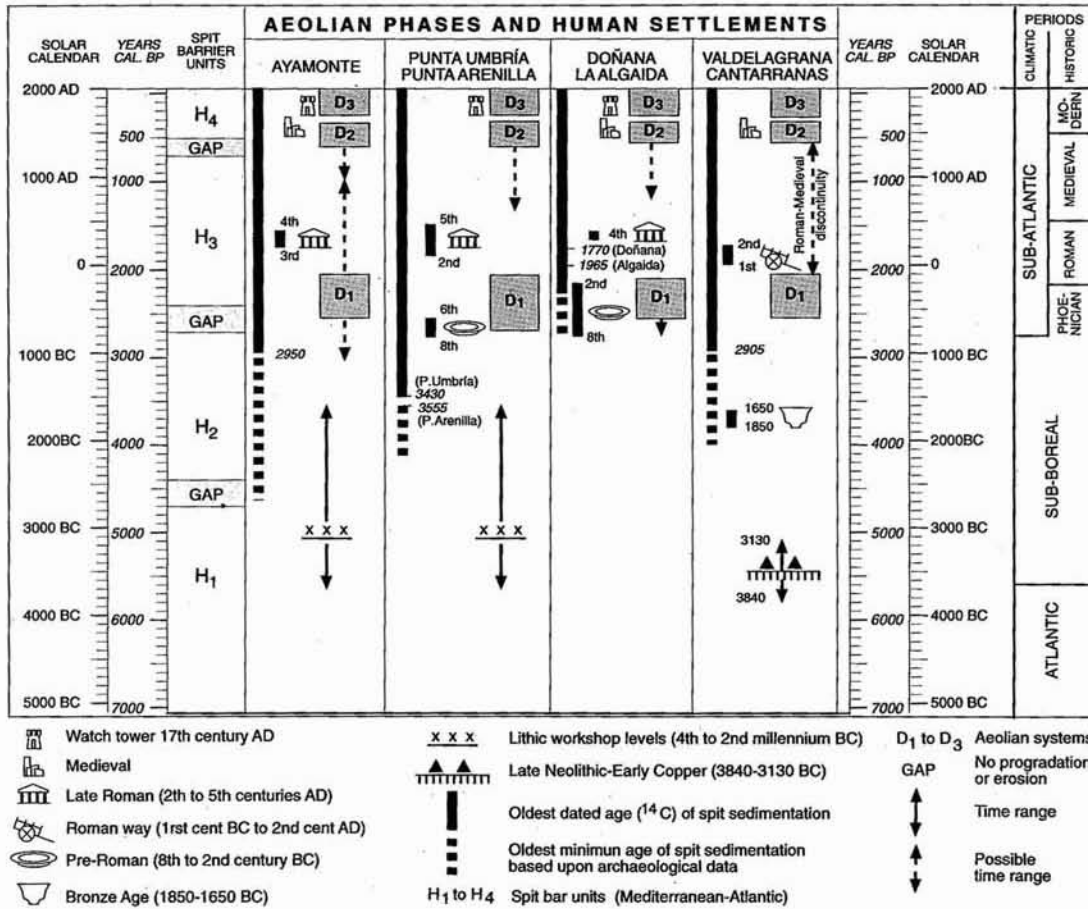 AEOLIAN PHASES AND HUMAN SETTLEMENTS
PERIODS
SOLAR
CALENDAR
YEARS
CAL. BP
SPIT
BARRIER
UNITS
AYAMONTE
PUNTA UMBRÍA
PUNTA ARENILLA
DOÑANA
LA ALGAIDA
VALDELAGRANA
CANTARRANAS
YEARS
CAL. BP
SOLAR
CALENDAR
CLIMATIC
HISTORIC
2000 AD
1000 AD
0
1000 BC
2000BC
3000 BC
4000 BC
5000 BC
500
1000
2000
3000
4000
5000
6000
7000
H4
GAP
H3
GAP
H2
GAP
H1
D3
D2
4th
3rd
D1
2950
X X X
D3
D2
5th
2nd
6th
8th
D1
(P.Umbría)
3430
3555
(P.Arenilla)
X X X
D3
D2
4th
1770 (Doñana)
1965 (Algaida)
2nd
8th
D1
D3
D2
Roman-Medieval
discontinuity
2nd
1st
D1
2905
1650
1850
3130
3840
500
1000
2000
3000
4000
5000
6000
7000
2000 AD
1000 AD
0
1000 BC
2000BC
3000 BC
4000 BC
5000 BC
SUB-ATLANTIC
SUB-BOREAL
ATLANTIC
MO-
DERN
MEDIEVAL
ROMAN
PHOE-
NICIAN
Watch tower 17th century AD
Medieval
Late Roman (2th to 5th centuries AD)
Roman way (1rst cent BC to 2nd cent AD)
Pre-Roman (8th to 2nd century BC)
Bronze Age (1850-1650 BC)
X X X Lithic workshop levels (4th to 2nd millennium BC)
Late Neolithic-Early Copper (3840-3130 BC)
Oldest dated age (14C) of spit sedimentation
Oldest minimun age of spit sedimentation
based upon archaeological data
H1 to H4 Spit bar units (Mediterranean-Atlantic)
D1 to D3 Aeolian systems
GAP No progradation
or erosion
Time range
Possible
time range